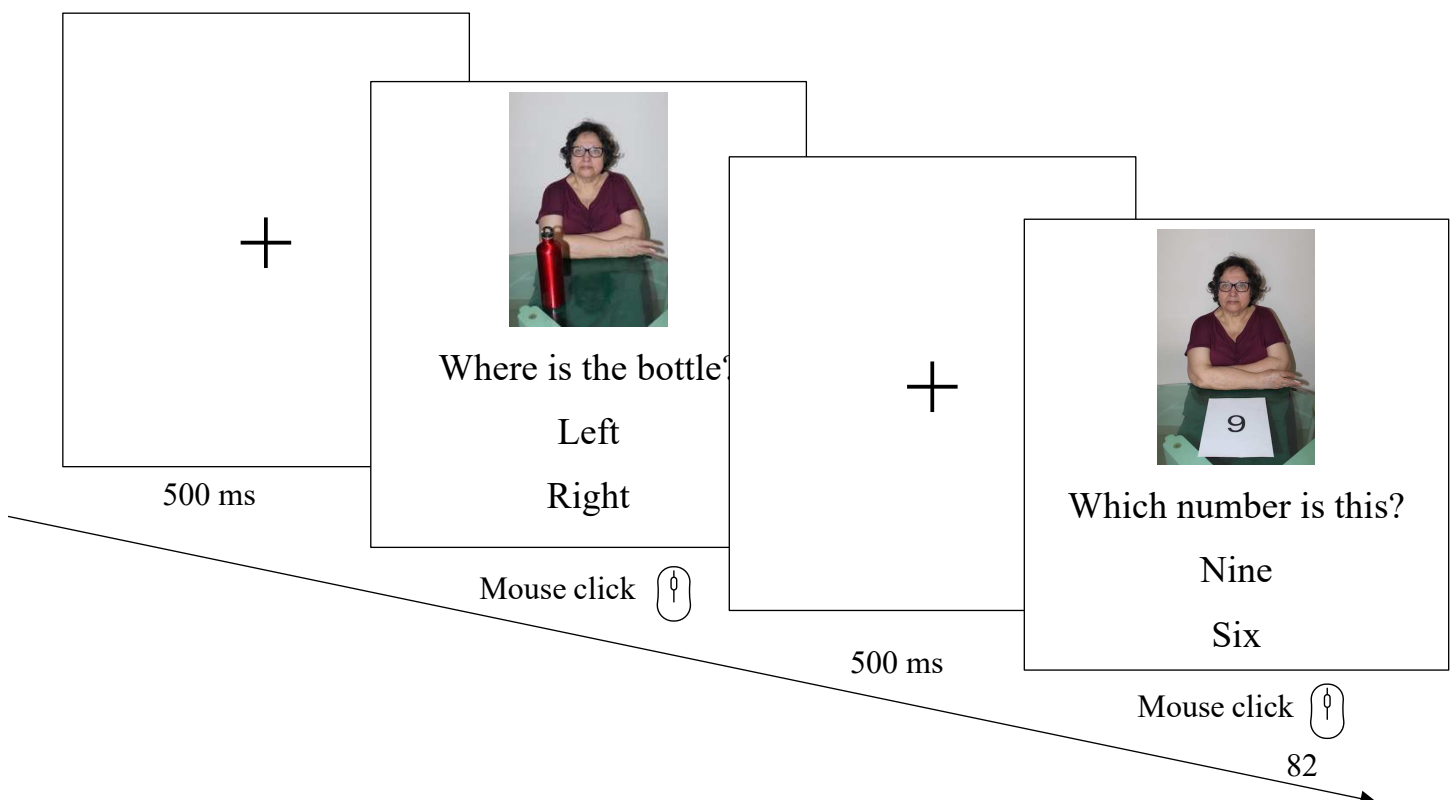 500 ms
Where is the bottle?
Left
Right
Mouse click
500 ms
9
Which number is this?
Nine
Six
Mouse click
82